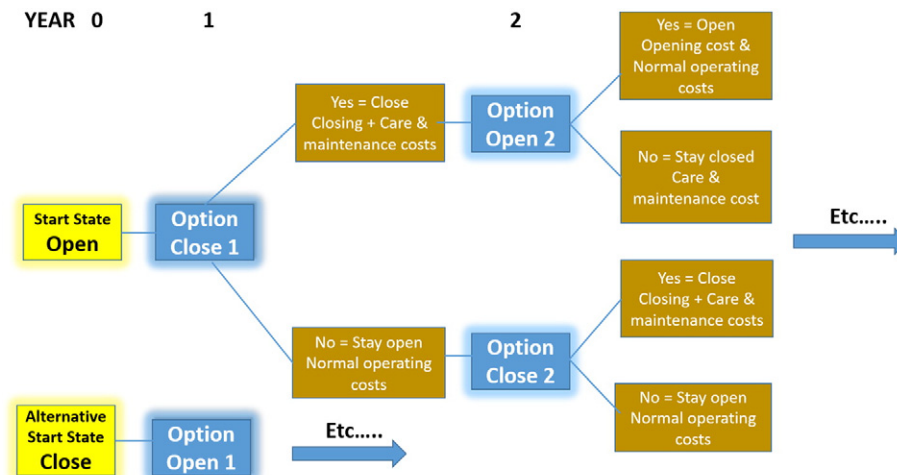 YEAR 0 1 2
Yes = Close
Closing + Care &
maintenance costs
Option
Open 2
Yes = Open
Opening cost &
Normal operating
costs
No = Stay closed
Care &
maintenance cost
Start State
Open
Option
Close 1
Etc.....
No = Stay open
Normal operating
costs
Option
Close 2
Yes = Close
Closing + Care &
maintenance costs
No = Stay open
Normal operating
costs
Alternative
Start State
Close
Option
Open 1
Etc.....